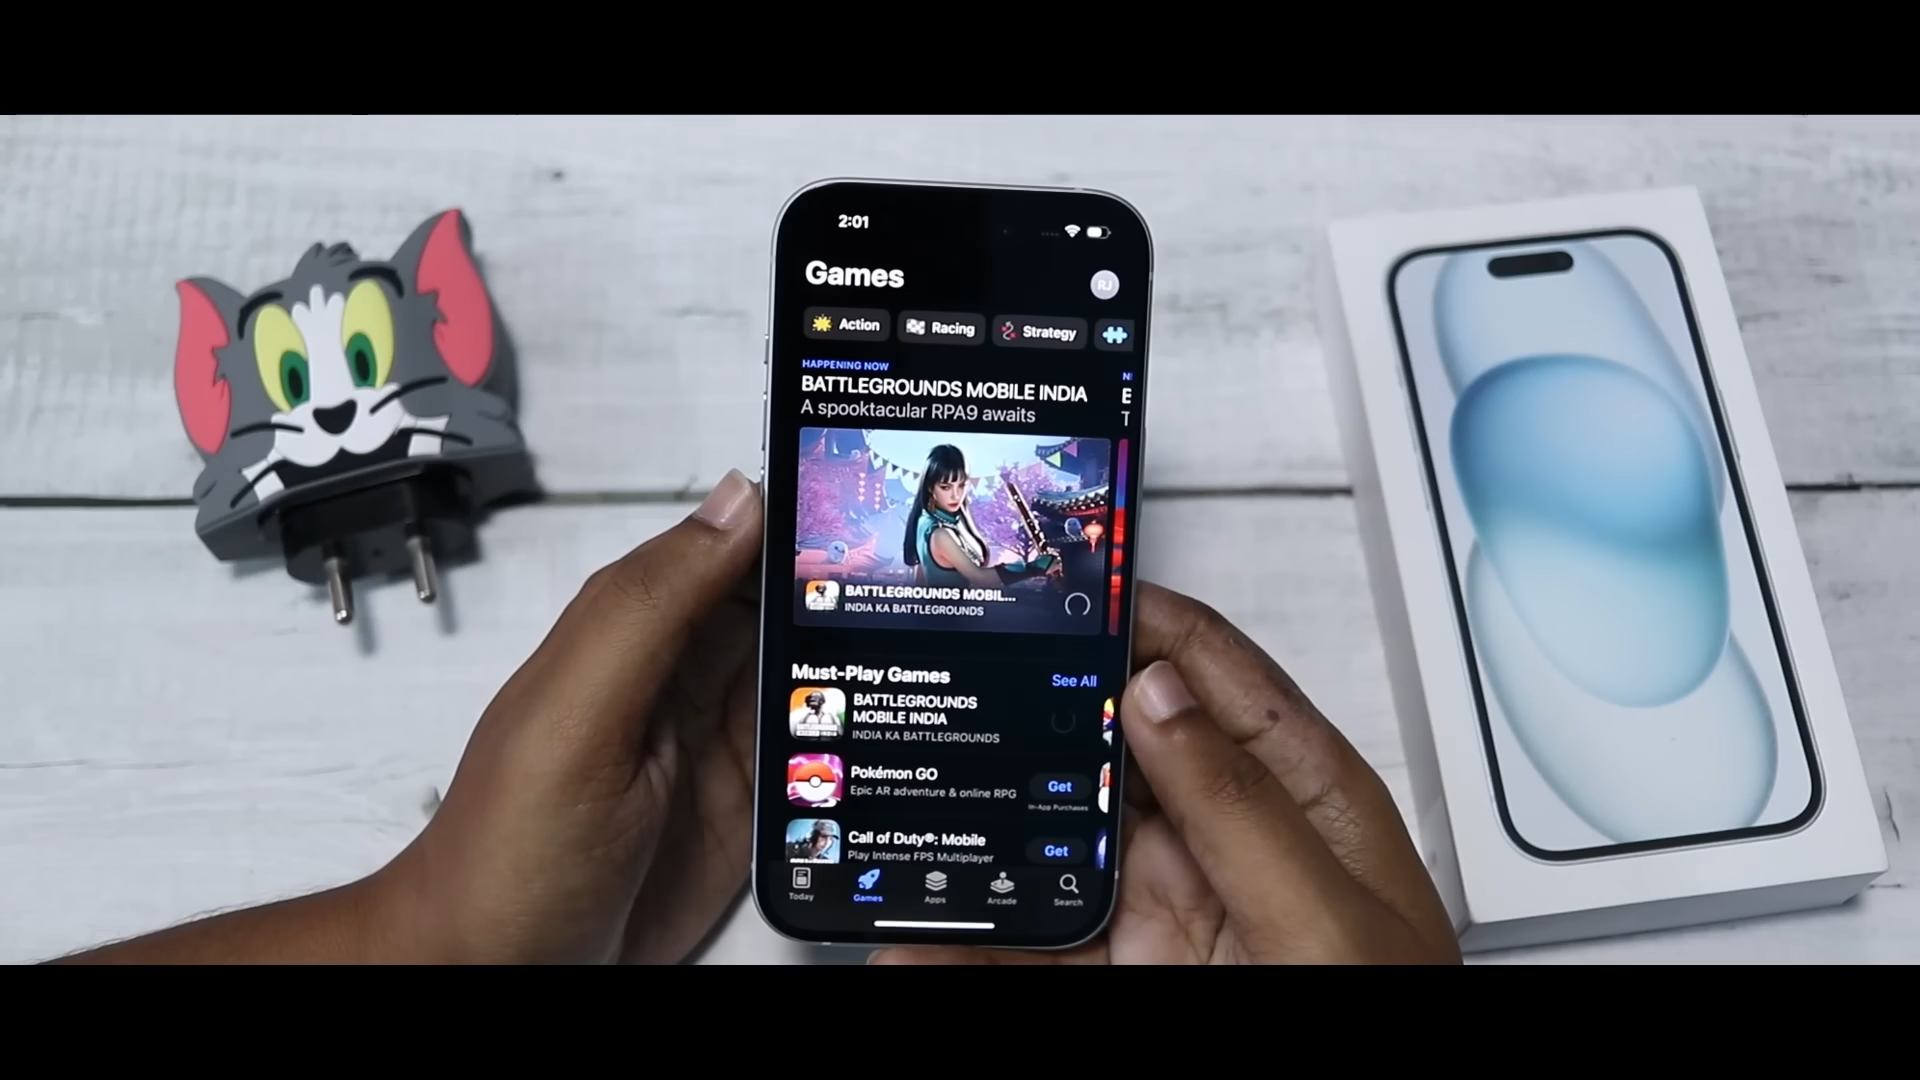 2:01
Games
RJ
Action
Racing
Strategy
HAPPENING NOW
BATTLEGROUNDS MOBILE INDIA
A spooktacular RPA9 awaits
E
T
BATTLEGROUNDS MOBIL...
INDIA KA BATTLEGROUNDS
Must-Play Games
See All
BATTLEGROUNDS
MOBILE INDIA
INDIA KA BATTLEGROUNDS
Pokémon GO
Epic AR adventure & online RPG
Get
In-App Purchases
Call of Duty®: Mobile
Play Intense FPS Multiplayer
Get
Today
Games
Apps
Arcade
Search